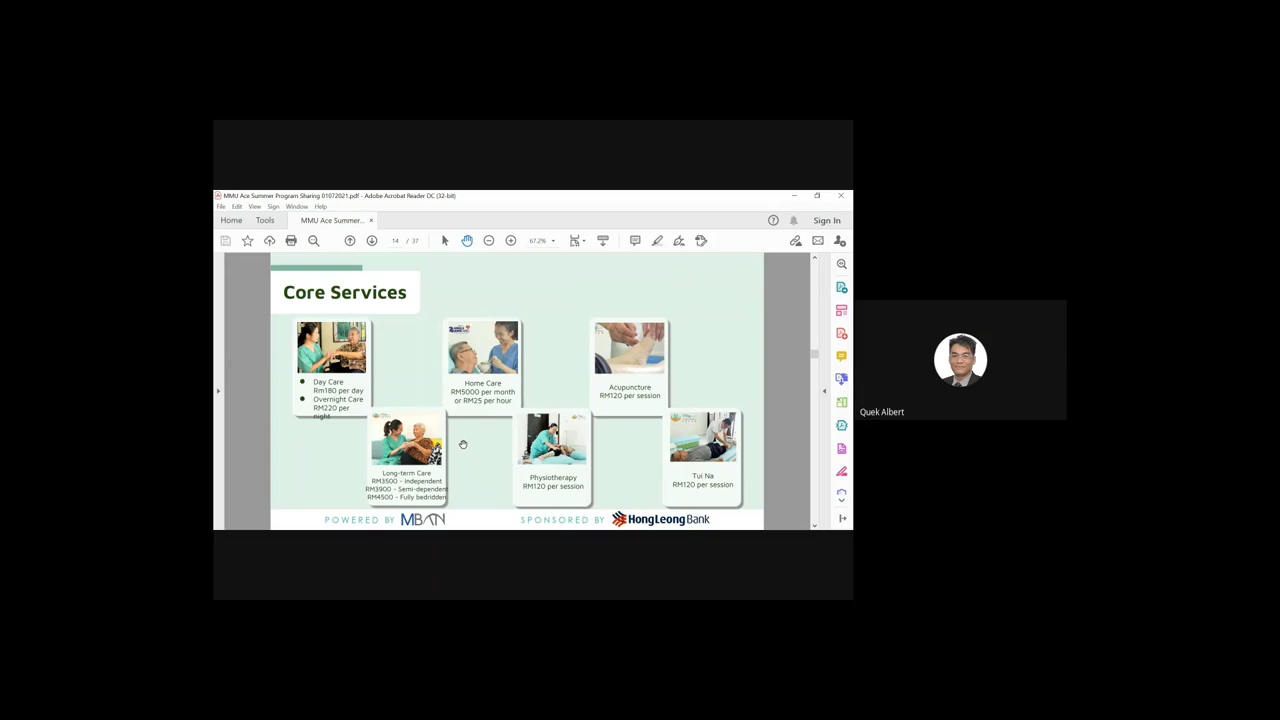 MMU Ace Summer Program Sharing 01072021.pdf - Adobe Acrobat Reader DC (32-bit)
File Edit View Sign Window Help
Home Tools MMU Ace Summer... × Sign In
14 / 37 67.2%
Core Services
Day Care
Rm180 per day
Overnight Care
RM220 per
night
Home Care
RM5000 per month
or RM25 per hour
Acupuncture
RM120 per session
Long-term Care
RM3500 - Independent
RM3900 - Semi-dependent
RM4500 - Fully bedridden
Physiotherapy
RM120 per session
Tui Na
RM120 per session
POWERED BY MBAN
SPONSORED BY HongLeong Bank
Quek Albert